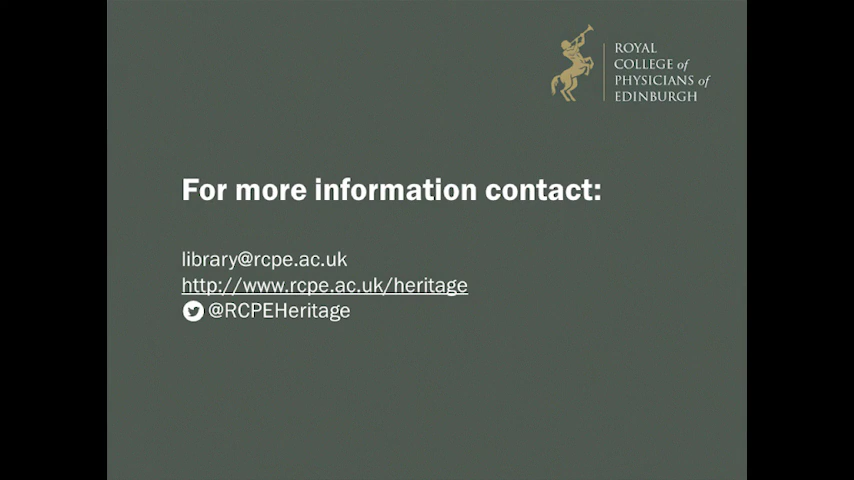 ROYAL
COLLEGE of
PHYSICIANS of
EDINBURGH
For more information contact:
library@rcpe.ac.uk
http://www.rcpe.ac.uk/heritage
@RCPEHeritage